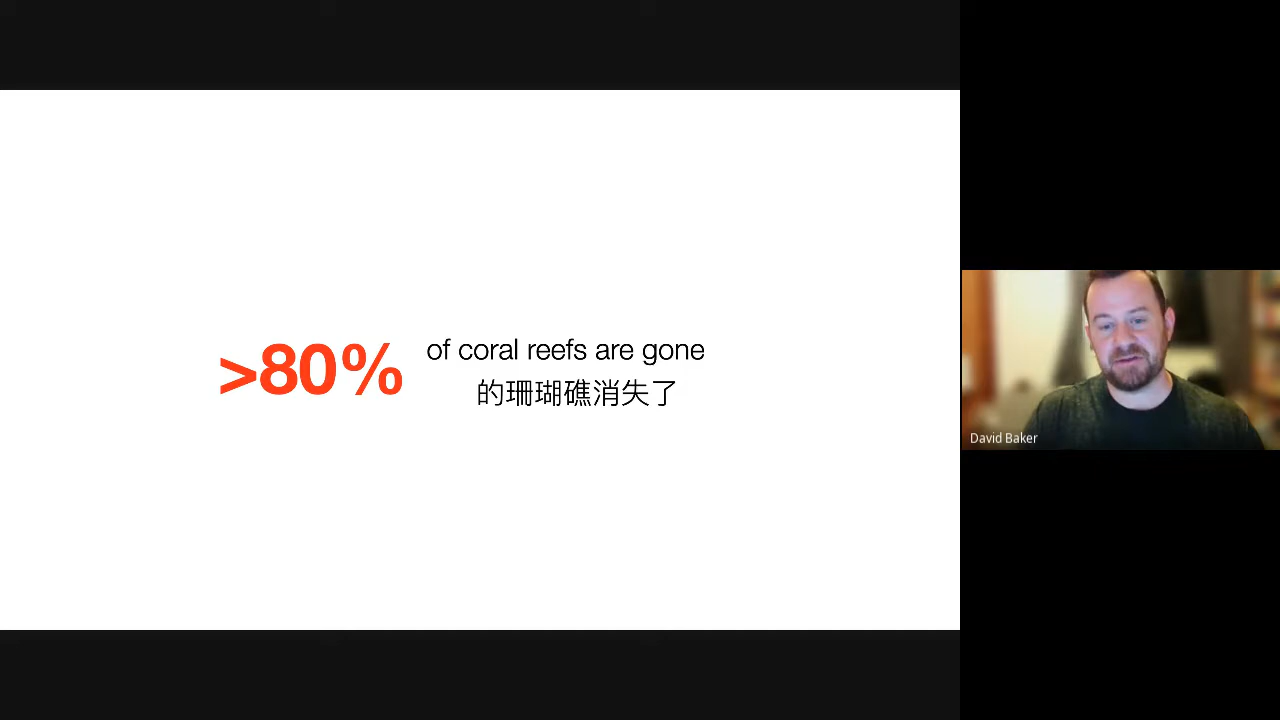 >80%
of coral reefs are gone
的珊瑚礁消失了
David Baker